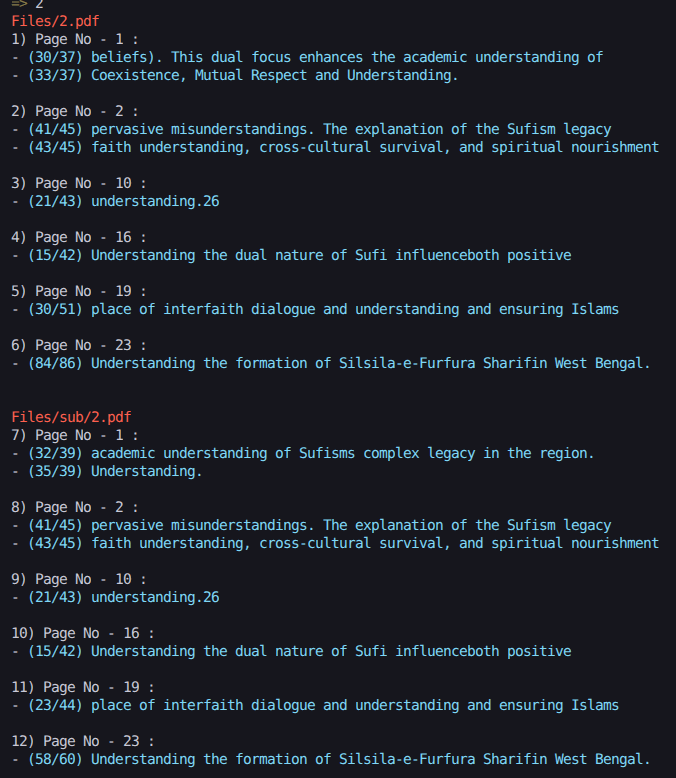 => 2
Files/2.pdf
1) Page No - 1 :
- (30/37) beliefs). This dual focus enhances the academic understanding of
- (33/37) Coexistence, Mutual Respect and Understanding.
2) Page No - 2 :
- (41/45) pervasive misunderstandings. The explanation of the Sufism legacy
- (43/45) faith understanding, cross-cultural survival, and spiritual nourishment
3) Page No - 10 :
- (21/43) understanding.26
4) Page No - 16 :
- (15/42) Understanding the dual nature of Sufi influenceboth positive
5) Page No - 19 :
- (30/51) place of interfaith dialogue and understanding and ensuring Islams
6) Page No - 23 :
- (84/86) Understanding the formation of Silsila-e-Furfura Sharifin West Bengal.
Files/sub/2.pdf
7) Page No - 1 :
- (32/39) academic understanding of Sufisms complex legacy in the region.
- (35/39) Understanding.
8) Page No - 2 :
- (41/45) pervasive misunderstandings. The explanation of the Sufism legacy
- (43/45) faith understanding, cross-cultural survival, and spiritual nourishment
9) Page No - 10 :
- (21/43) understanding.26
10) Page No - 16 :
- (15/42) Understanding the dual nature of Sufi influenceboth positive
11) Page No - 19 :
- (23/44) place of interfaith dialogue and understanding and ensuring Islams
12) Page No - 23 :
- (58/60) Understanding the formation of Silsila-e-Furfura Sharifin West Bengal.